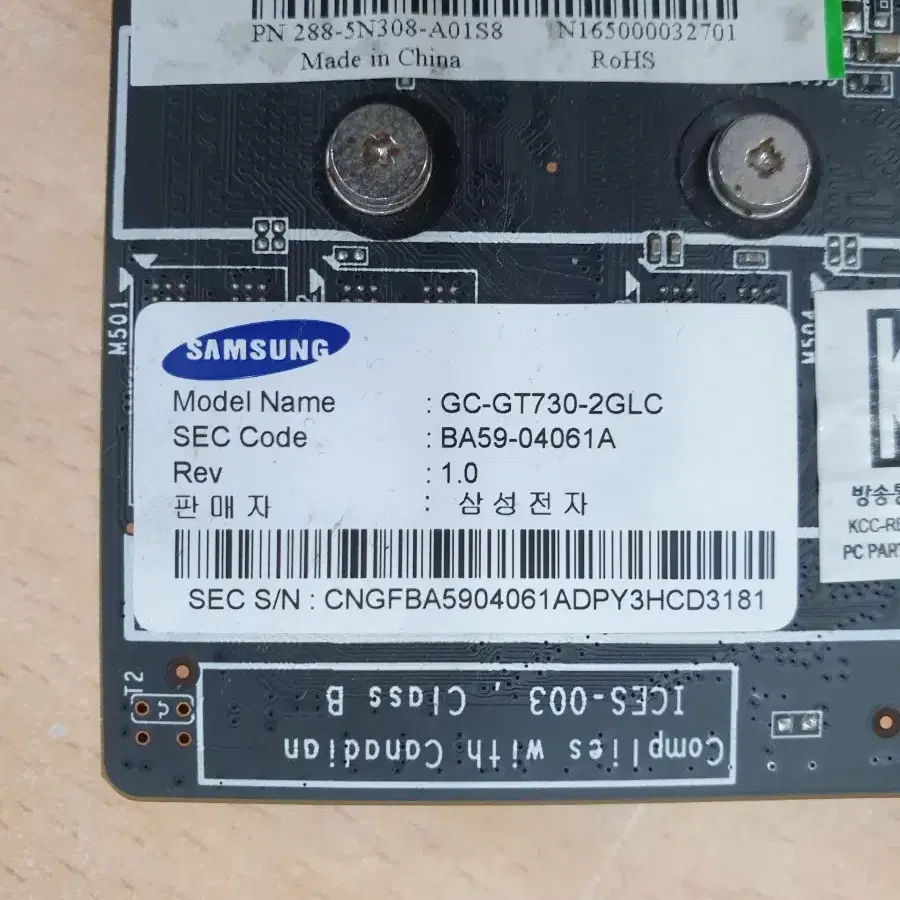 PN 288-5N308-A01S8 N165000032701
Made in China RoHS
M501
M504
SAMSUNG
Model Name : GC-GT730-2GLC
SEC Code : BA59-04061A
Rev : 1.0
판매자 : 삼성전자
SEC S/N : CNGFBA5904061ADPY3HCD3181
방송통
KCC-RE
PC PAR
T2
Complies with Canadian
ICES-003 , Class B